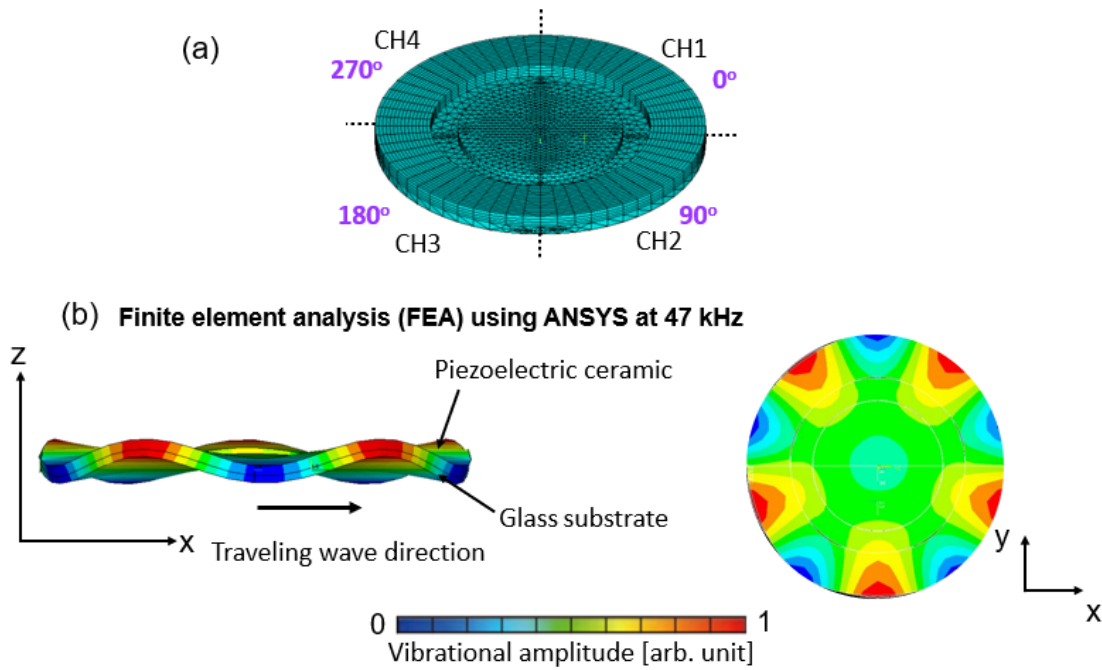 (a)
CH4
CH1
270°
0°
180°
90°
CH3
CH2
(b) Finite element analysis (FEA) using ANSYS at 47 kHz
z
Piezoelectric ceramic
Glass substrate
x
Traveling wave direction
y
x
0
1
Vibrational amplitude [arb. unit]